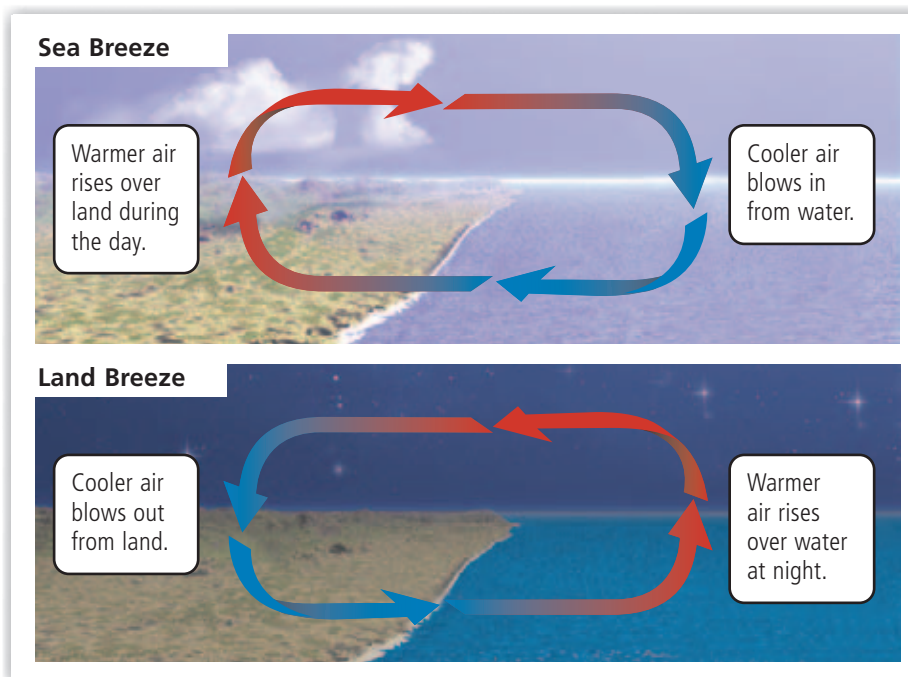 Sea Breeze
Warmer air
rises over
land during
the day.
Cooler air
blows in
from water.
Land Breeze
Cooler air
blows out
from land.
Warmer
air rises
over water
at night.